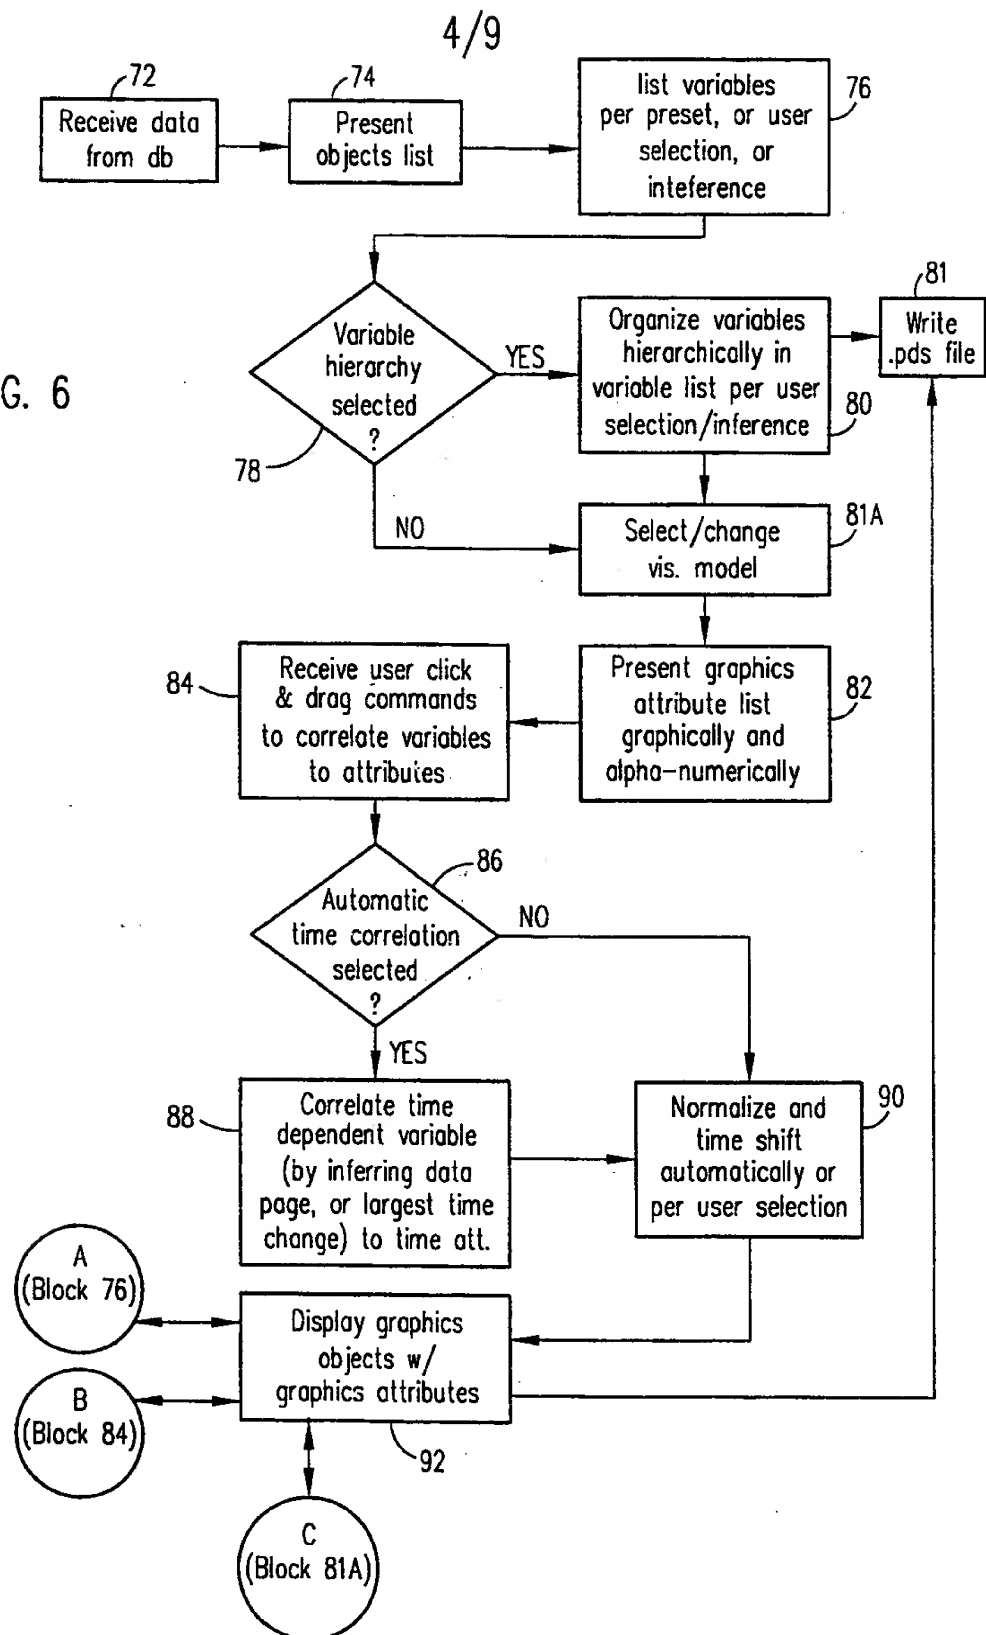 4/9
72
Receive data
from db
74
Present
objects list
76
list variables
per preset, or user
selection, or
inteference
G. 6
Variable
hierarchy
selected
?
78
YES
NO
Organize variables
hierarchically in
variable list per user
selection/inference
80
81
Write
.pds file
81A
Select/change
vis. model
82
Present graphics
attribute list
graphically and
alpha-numerically
84
Receive user click
& drag commands
to correlate variables
to attributes
86
Automatic
time correlation
selected
?
NO
YES
88
Correlate time
dependent variable
(by inferring data
page, or largest time
change) to time att.
90
Normalize and
time shift
automatically or
per user selection
A
(Block 76)
B
(Block 84)
Display graphics
objects w/
graphics attributes
92
C
(Block 81A)